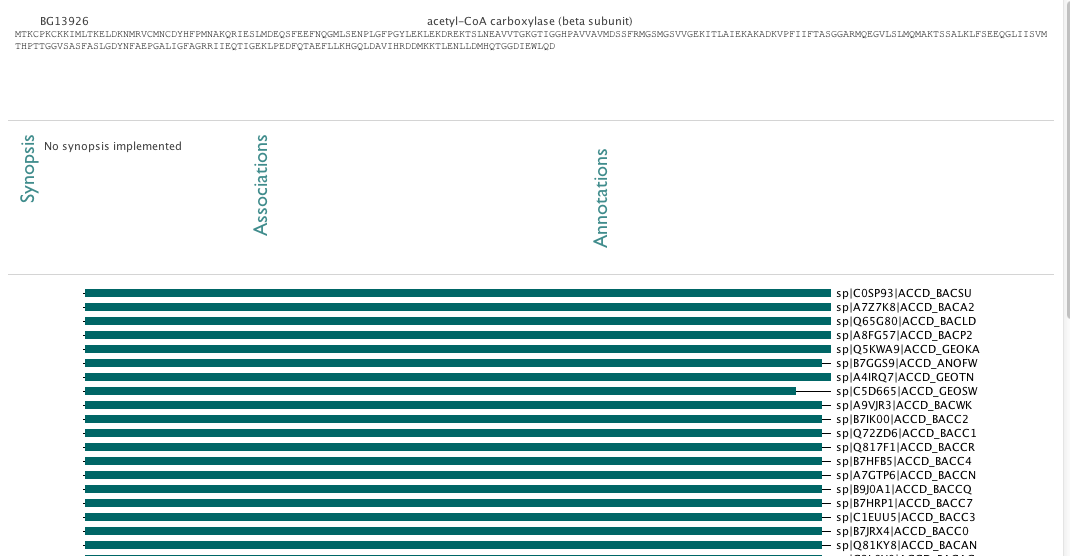 BG13926 acetyl-CoA carboxylase (beta subunit)
MTKCPKCKKIMLTKELDKNMRVCMNCDYHFPMNAKQRIESLMDEQSFEEFNQGMLSENPLGFPGYLEKLEKDREKTSLNEAVVTGKGTIGGHPAVVAVMDSSFRMGSMGSVVGEKITLAIEKAKADKVPFIIFTASGGARMQEGVLSLMQMAKTSSALKLFSEEQGLIISVM
THPTTGGVSASFASLGDYNFAEPGALIGFAGRRIIEQTIGEKLPEDFQTAEFLLKHGQLDAVIHRDDMKKTLENLLDMHQTGGDIEWLQD
Synopsis
No synopsis implemented
Associations
Annotations
sp|C0SP93|ACCD_BACSU
sp|A7Z7K8|ACCD_BACA2
sp|Q65G80|ACCD_BACLD
sp|A8FG57|ACCD_BACP2
sp|Q5KWA9|ACCD_GEOKA
sp|B7GGS9|ACCD_ANOFW
sp|A4IRQ7|ACCD_GEOTN
sp|C5D665|ACCD_GEOSW
sp|A9VJR3|ACCD_BACWK
sp|B7IK00|ACCD_BACC2
sp|Q72ZD6|ACCD_BACC1
sp|Q817F1|ACCD_BACCR
sp|B7HFB5|ACCD_BACC4
sp|A7GTP6|ACCD_BACCN
sp|B9J0A1|ACCD_BACCQ
sp|B7HRP1|ACCD_BACC7
sp|C1EUU5|ACCD_BACC3
sp|B7JRX4|ACCD_BACC0
sp|Q81KY8|ACCD_BACAN